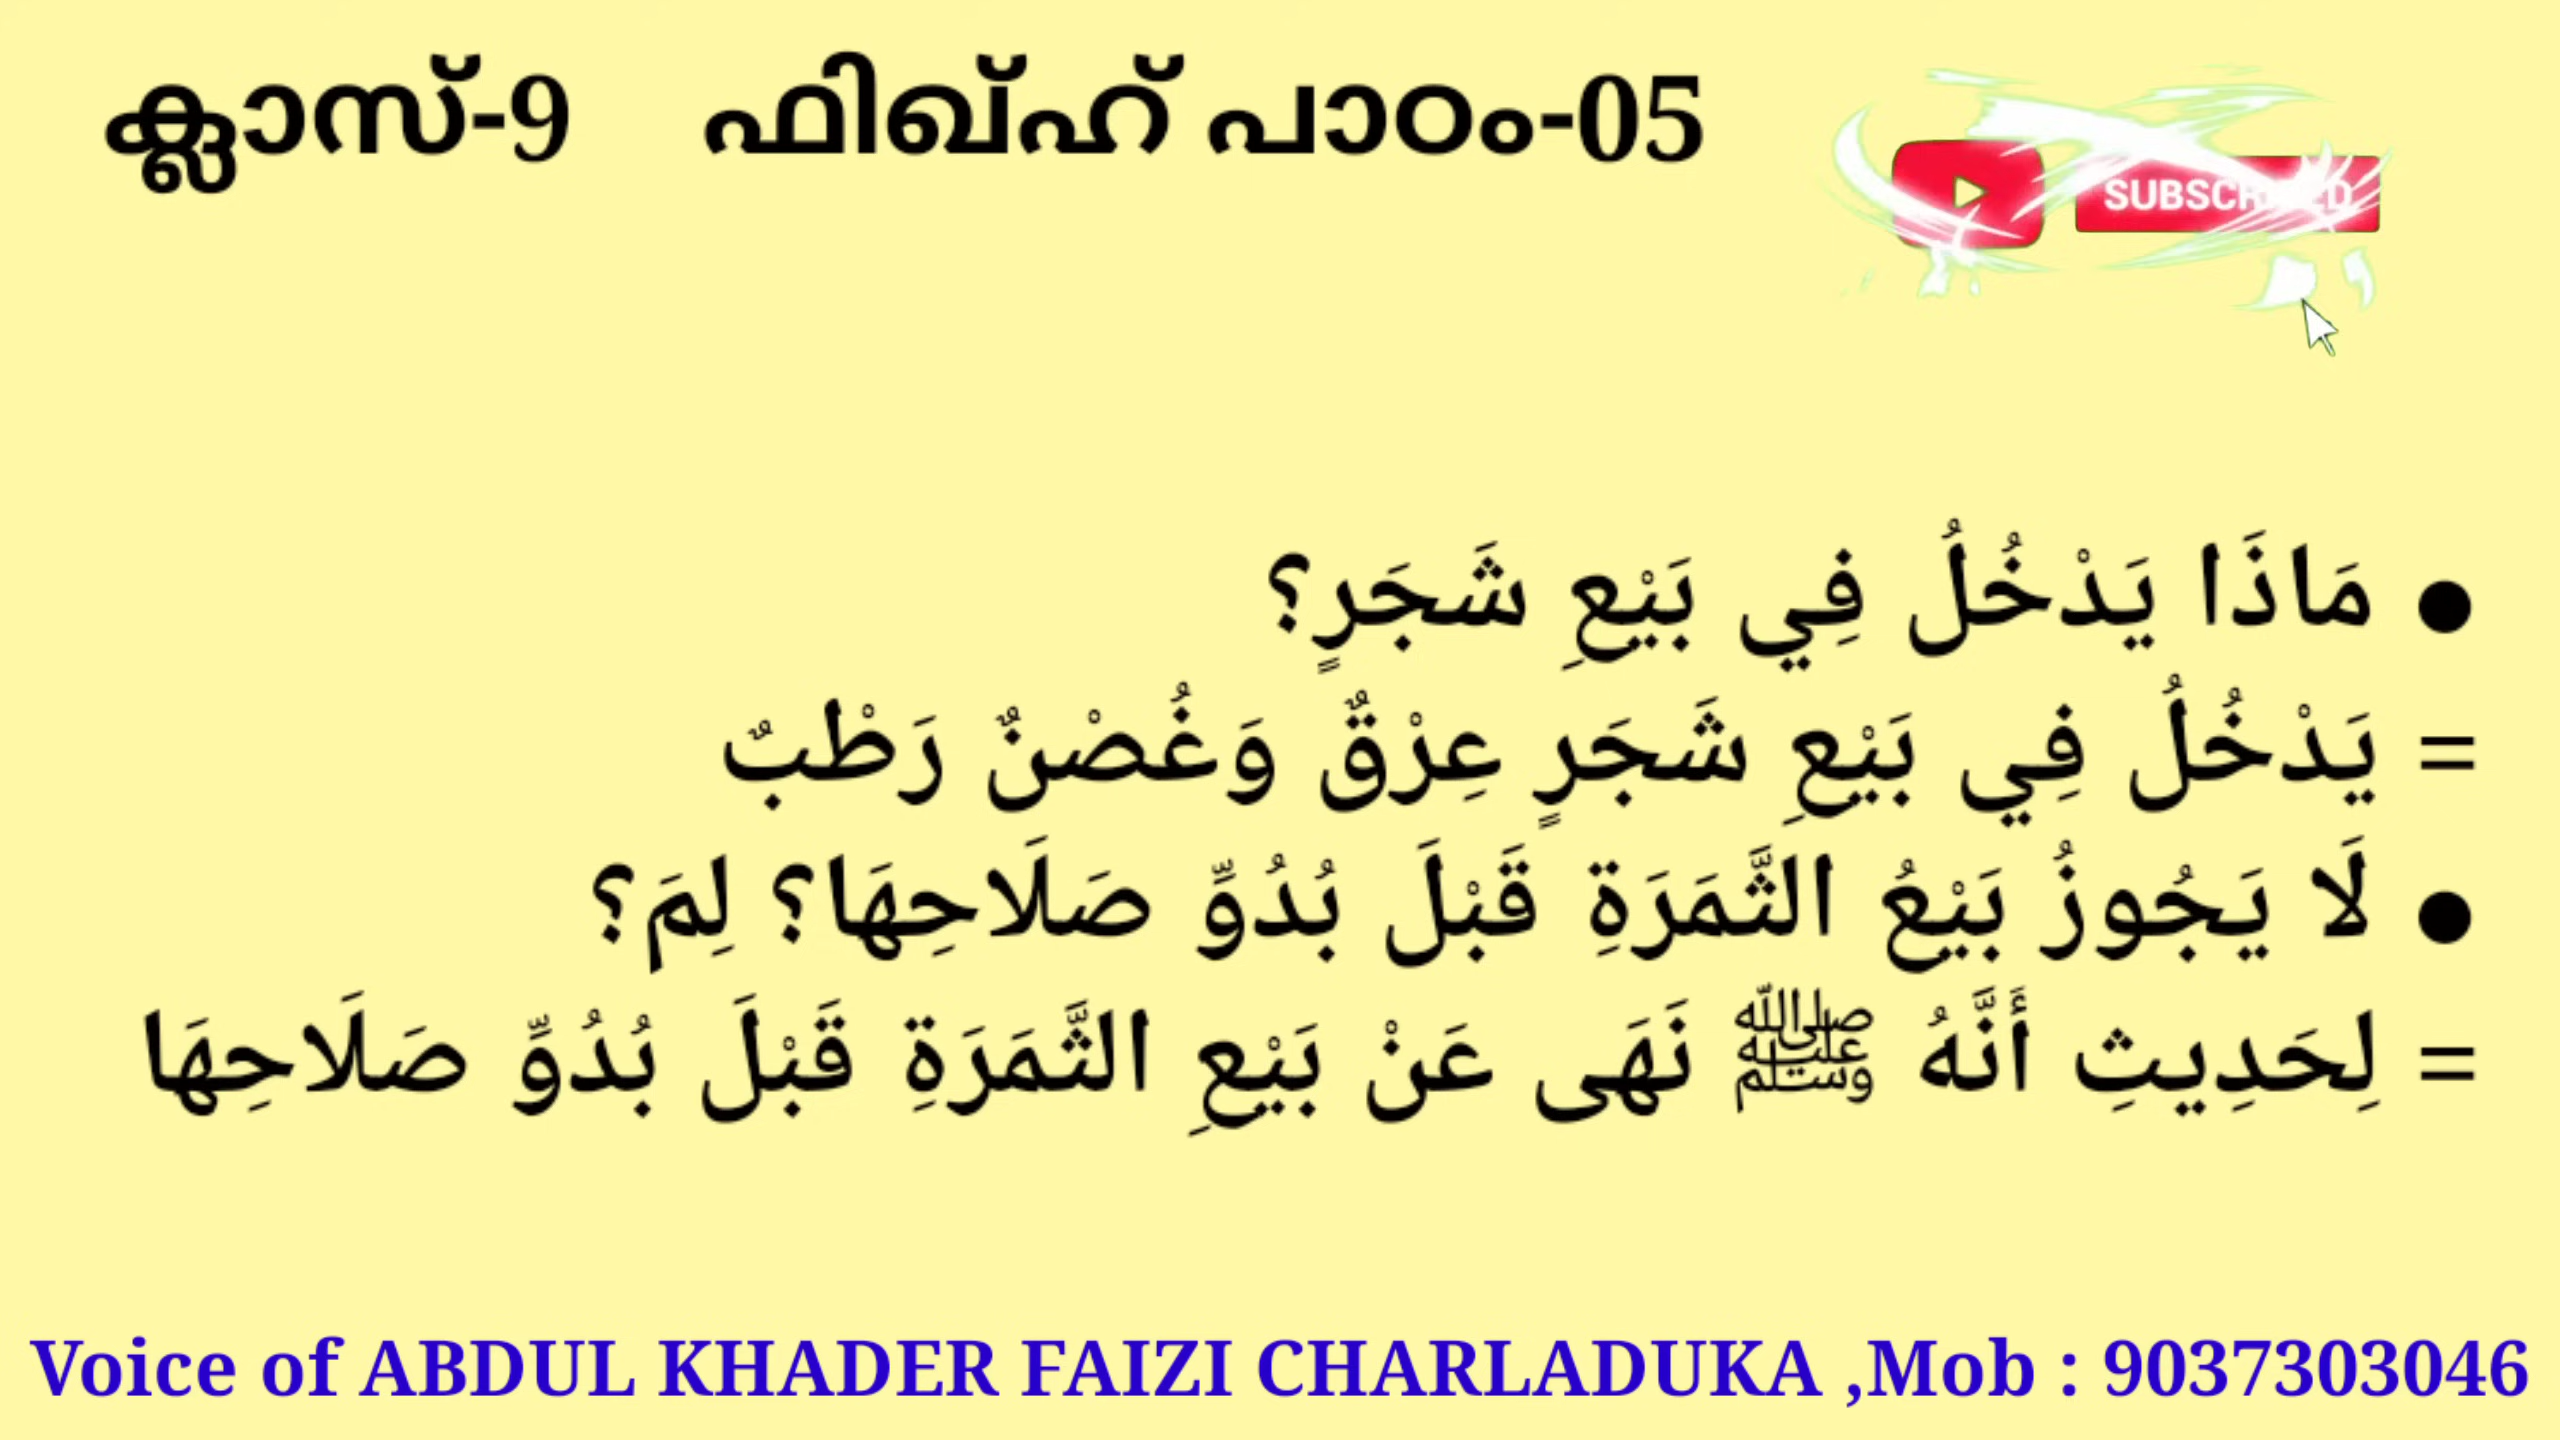 ക്ലാസ്-9 ഫിഖ്ഹ് പാഠം-05
SUBSCRIBED
• مَاذَا يَدْخُلُ فِي بَيْعِ شَجَرٍ؟
= يَدْخُلُ فِي بَيْعِ شَجَرٍ عِرْقٌ وَغُصْنٌ رَطْبٌ
• لَا يَجُوزُ بَيْعُ الثَّمَرَةِ قَبْلَ بُدُوِّ صَلَاحِهَا؟ لِمَ؟
= لِحَدِيثِ أَنَّهُ ﷺ نَهَى عَنْ بَيْعِ الثَّمَرَةِ قَبْلَ بُدُوِّ صَلَاحِهَا
Voice of ABDUL KHADER FAIZI CHARLADUKA ,Mob : 9037303046